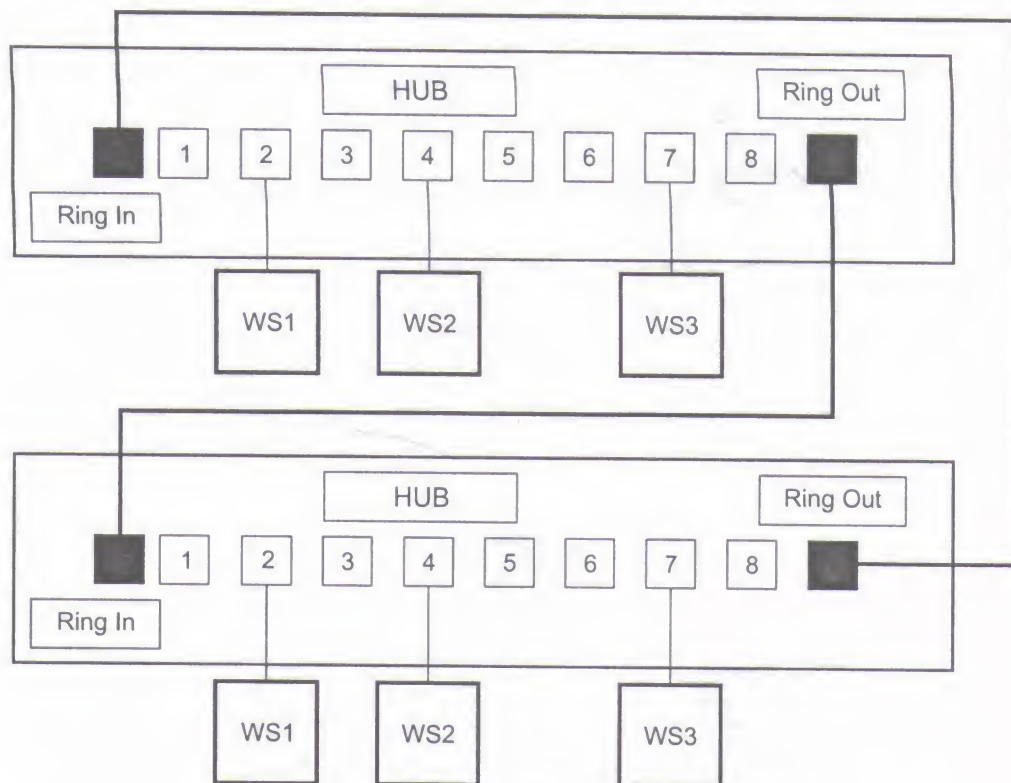 HUB
Ring Out
1 2 3 4 5 6 7 8
Ring In
WS1 WS2 WS3
HUB
Ring Out
1 2 3 4 5 6 7 8
Ring In
WS1 WS2 WS3